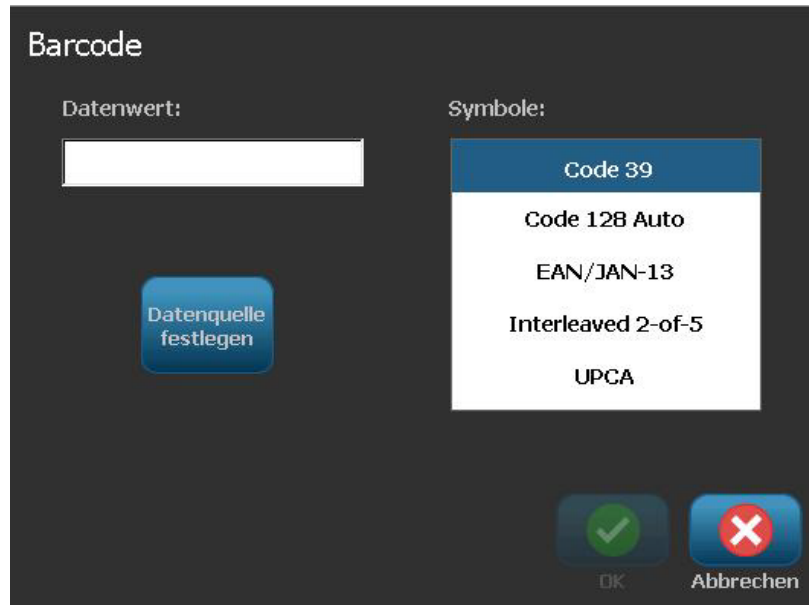 Barcode
Datenwert:
Symbole:
Code 39
Code 128 Auto
EAN/JAN-13
Interleaved 2-of-5
UPCA
Datenquelle
festlegen
OK
Abbrechen